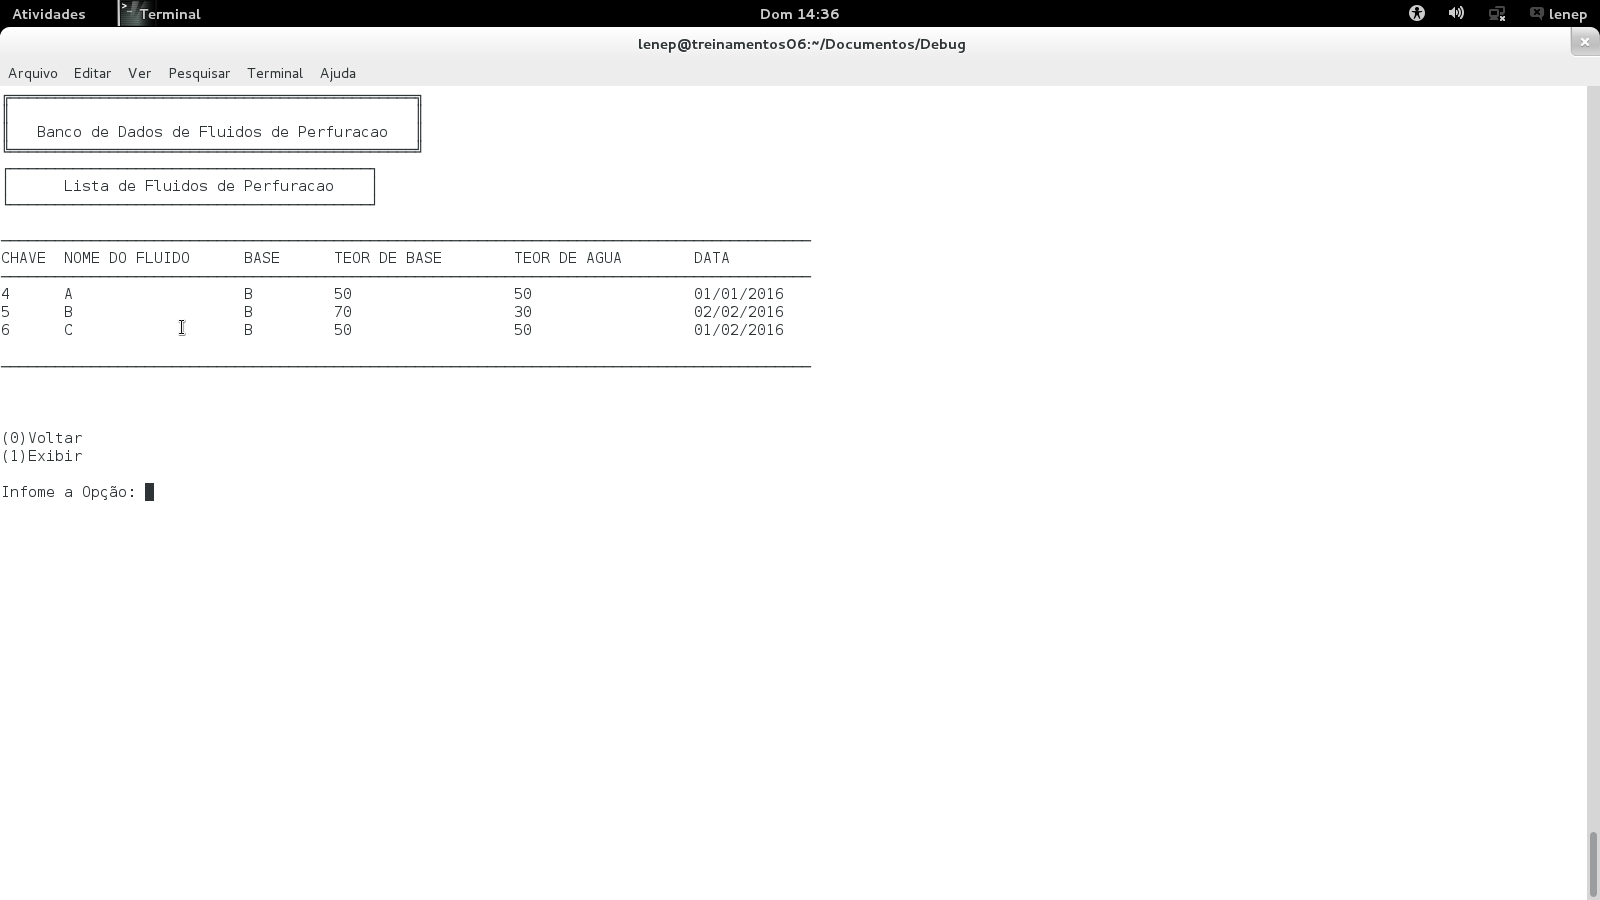 Atividades Terminal Dom 14:36 lenep
lenep@treinamentos06:~/Documentos/Debug
Arquivo Editar Ver Pesquisar Terminal Ajuda
Banco de Dados de Fluidos de Perfuracao
Lista de Fluidos de Perfuracao
CHAVE NOME DO FLUIDO BASE TEOR DE BASE TEOR DE AGUA DATA
4 A B 50 50 01/01/2016
5 B B 70 30 02/02/2016
6 C B 50 50 01/02/2016
(0)Voltar
(1)Exibir
Infome a Opção: